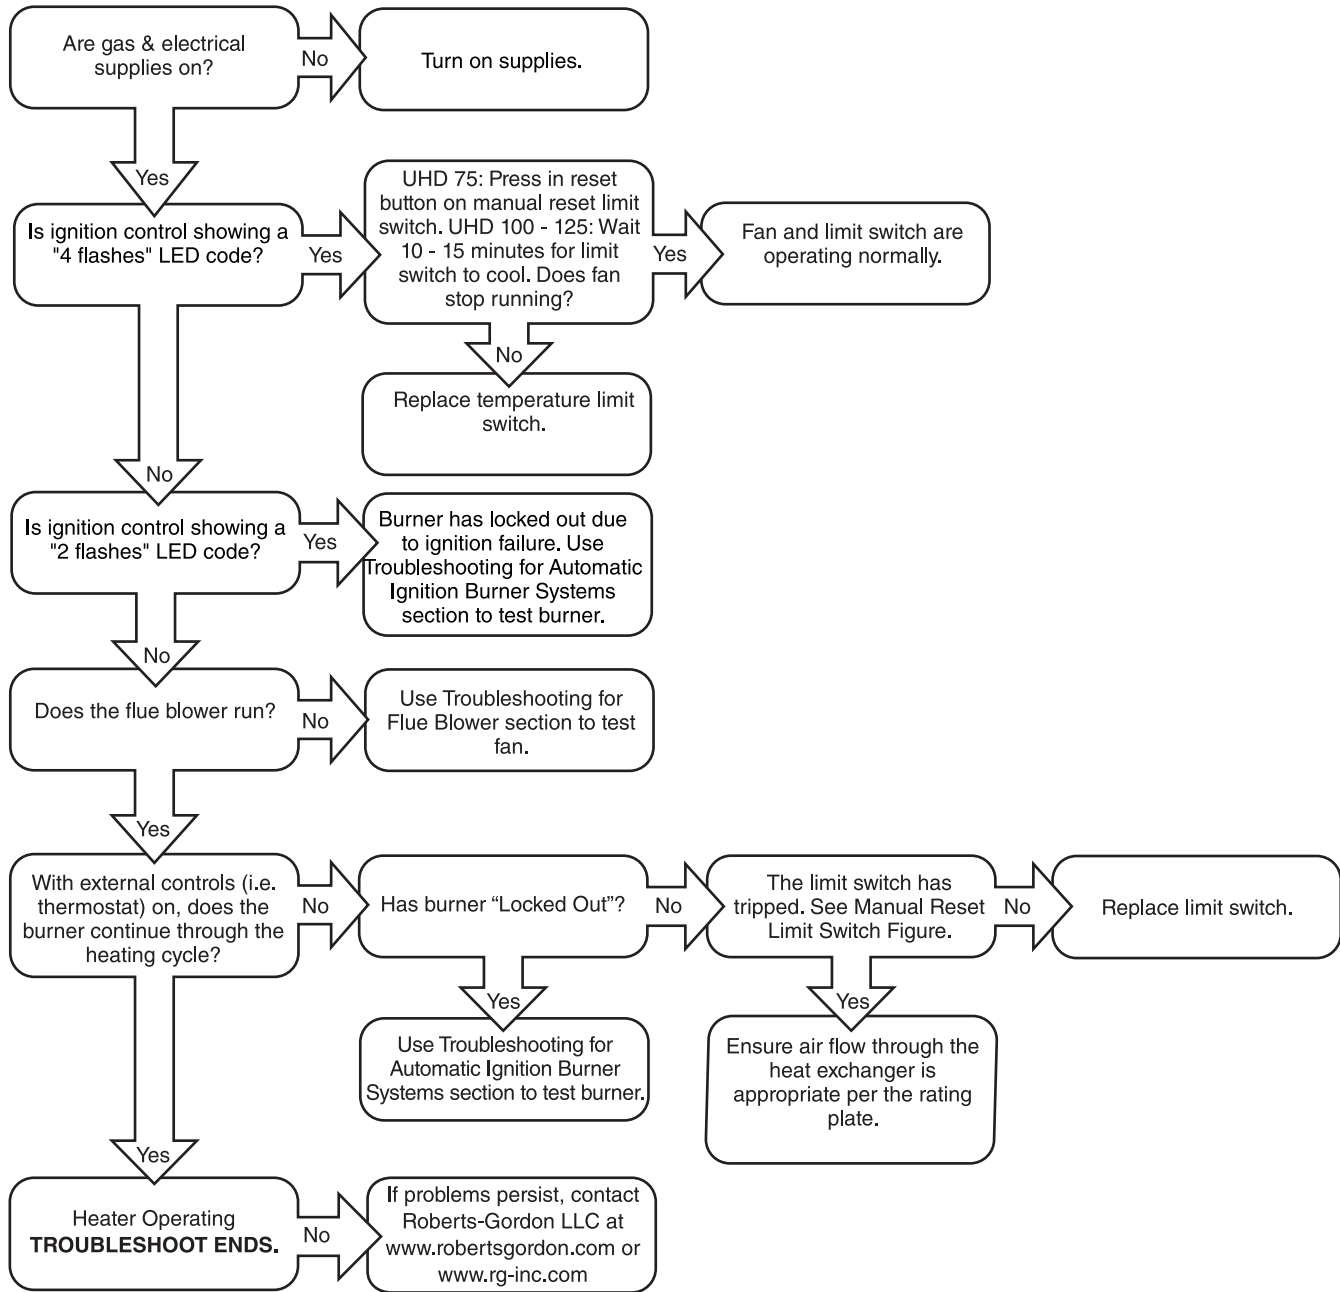 Are gas & electrical
supplies on?
No
Turn on supplies.
Yes
Is ignition control showing a
"4 flashes" LED code?
Yes
UHD 75: Press in reset
button on manual reset limit
switch. UHD 100 - 125: Wait
10 - 15 minutes for limit
switch to cool. Does fan
stop running?
Yes
Fan and limit switch are
operating normally.
No
Replace temperature limit
switch.
No
Is ignition control showing a
"2 flashes" LED code?
Yes
Burner has locked out due
to ignition failure. Use
Troubleshooting for Automatic
Ignition Burner Systems
section to test burner.
No
Does the flue blower run?
No
Use Troubleshooting for
Flue Blower section to test
fan.
Yes
With external controls (i.e.
thermostat) on, does the
burner continue through the
heating cycle?
No
Has burner “Locked Out”?
No
The limit switch has
tripped. See Manual Reset
Limit Switch Figure.
No
Replace limit switch.
Yes
Use Troubleshooting for
Automatic Ignition Burner
Systems section to test burner.
Yes
Ensure air flow through the
heat exchanger is
appropriate per the rating
plate.
Yes
Heater Operating
TROUBLESHOOT ENDS.
No
If problems persist, contact
Roberts-Gordon LLC at
www.robertsgordon.com or
www.rg-inc.com